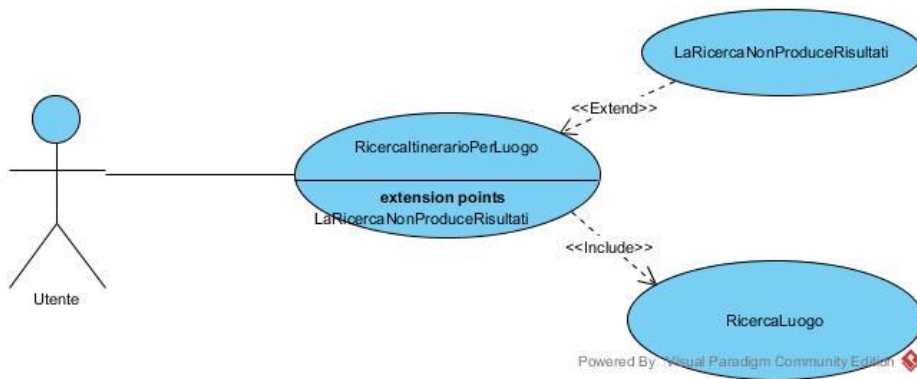 LaRicercaNonProduceRisultati
<<Extend>>
RicercaItinerarioPerLuogo
extension points
LaRicercaNonProduceRisultati
<<Include>>
Utente
RicercaLuogo
Powered By Visual Paradigm Community Edition